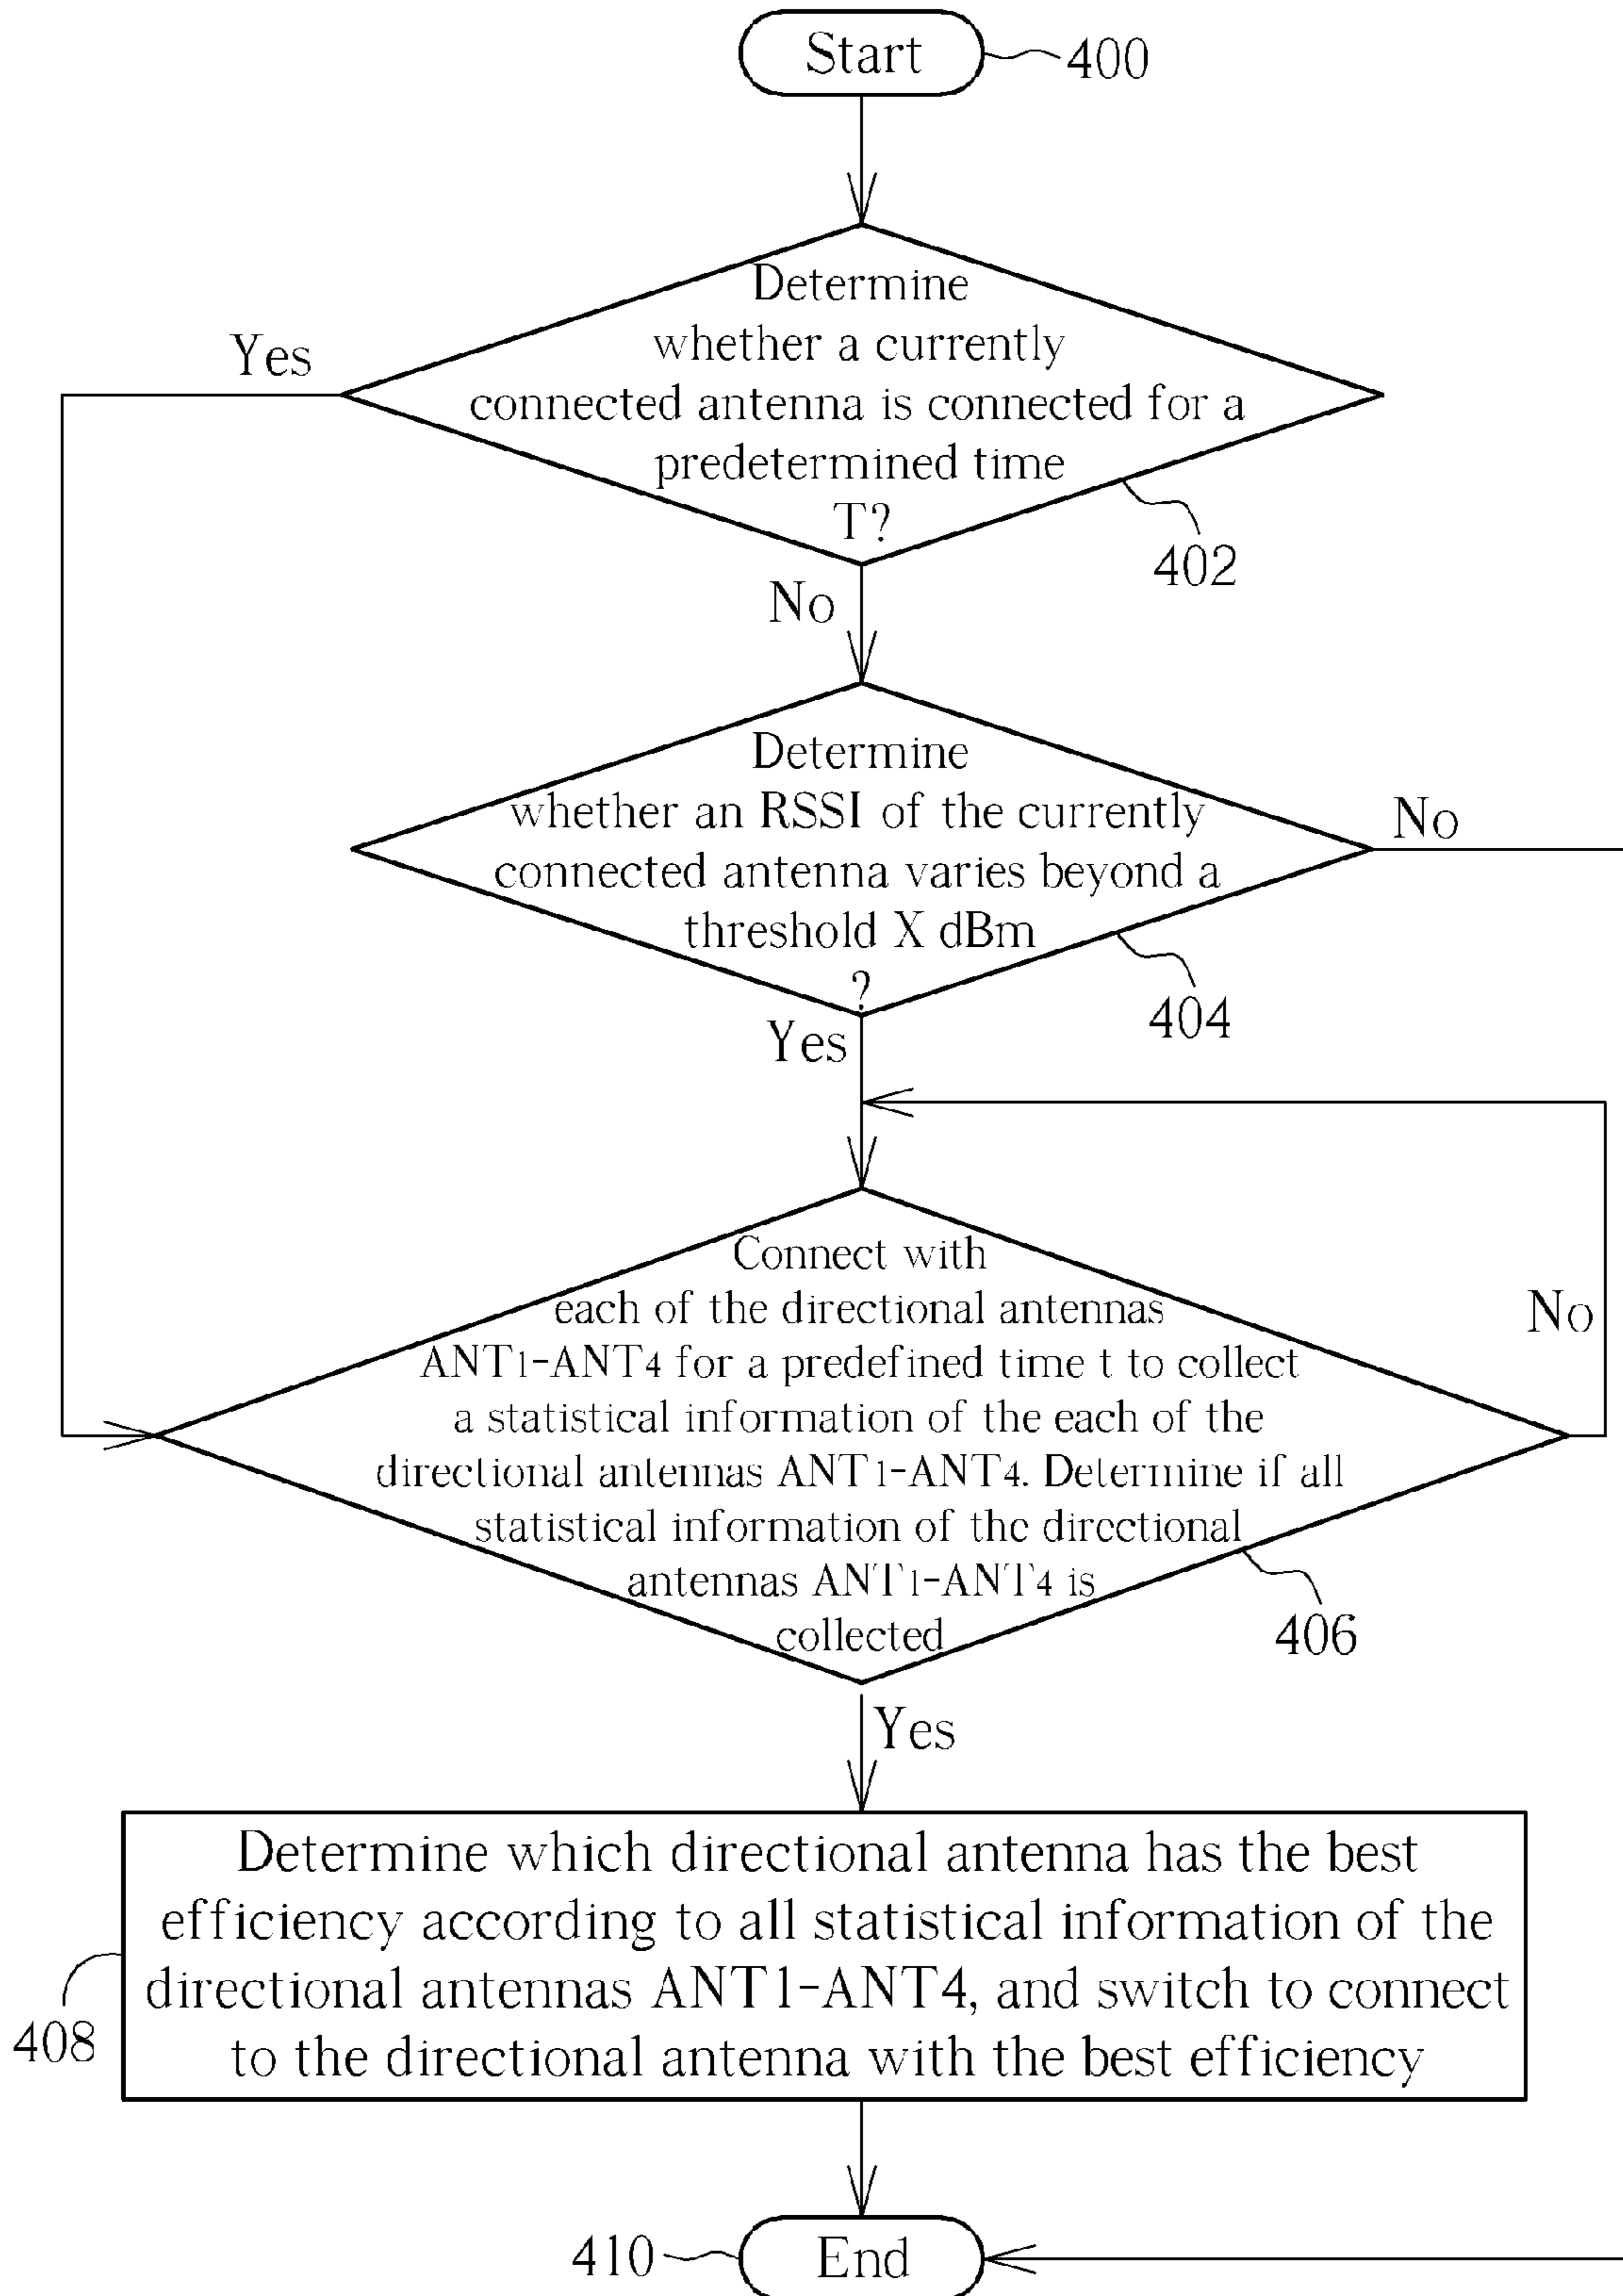 Start
400
Determine
whether a currently
connected antenna is connected for a
predetermined time
T?
402
Yes
No
Determine
whether an RSSI of the currently
connected antenna varies beyond a
threshold X dBm
?
404
No
Yes
Connect with
each of the directional antennas
ANT1-ANT4 for a predefined time t to collect
a statistical information of the each of the
directional antennas ANT1-ANT4. Determine if all
statistical information of the directional
antennas ANT1-ANT4 is
collected
406
No
Yes
Determine which directional antenna has the best
efficiency according to all statistical information of the
directional antennas ANT1-ANT4, and switch to connect
to the directional antenna with the best efficiency
408
410
End